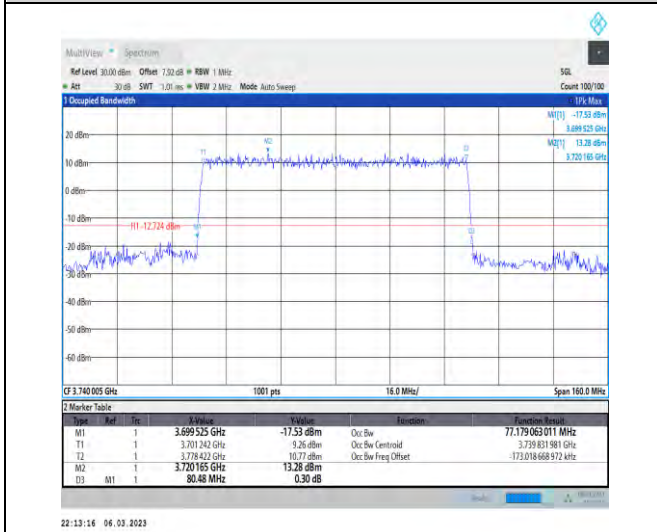 MultiView Spectrum
Ref Level 30.00 dBm Offset 7.92 dB RBW 1 MHz SGL
Att 30 dB SWT 1.01 ms VBW 2 MHz Mode Auto Sweep Count 100/100
1 Occupied Bandwidth 1Pk Max
M1[1] -17.53 dBm
3.699 525 GHz
20 dBm
M2
M2[1] 13.28 dBm
3.720 165 GHz
T1
10 dBm
0 dBm
-10 dBm
H1 -12.724 dBm
M1
D3
-20 dBm
-30 dBm
-40 dBm
-50 dBm
-60 dBm
CF 3.740 005 GHz 1001 pts 16.0 MHz/ Span 160.0 MHz
2 Marker Table
Type Ref Trc X-Value Y-Value Function Function Result
M1 1 3.699 525 GHz -17.53 dBm Occ Bw 77.179 063 011 MHz
T1 1 3.701 242 GHz 9.26 dBm Occ Bw Centroid 3.739 831 981 GHz
T2 1 3.778 422 GHz 10.77 dBm Occ Bw Freq Offset -173.018 668 972 kHz
M2 1 3.720 165 GHz 13.28 dBm
D3 M1 1 80.48 MHz 0.30 dB
22:13:16 06.03.2023